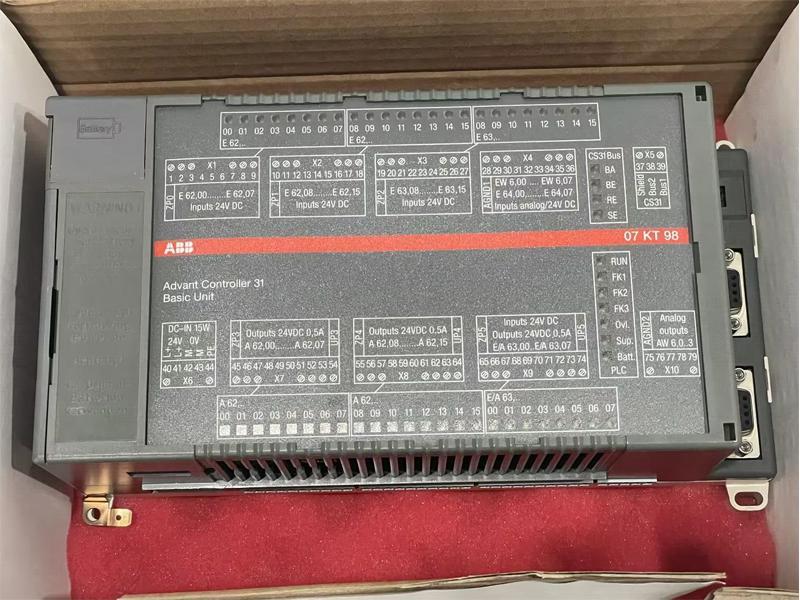 Battery
WARNING
00 01 02 03 04 05 06 07 08 09 10 11 12 13 14 15 08 09 10 11 12 13 14 15
E 62,.. E 62,.. E 63,..
X1 X2 X3 X4 CS31Bus X5
1 2 3 4 5 6 7 8 9 10 11 12 13 14 15 16 17 18 19 20 21 22 23 24 25 26 27 28 29 30 31 32 33 34 35 36 BA 37 38 39
ZP0 E 62,00.......E 62,07 ZP1 E 62,08........E 62,15 ZP2 E 63,08........E 63,15 AGND1 EW 6,00 .... EW 6,07 BE Shield Bus2 Bus1
Inputs 24V DC Inputs 24V DC Inputs 24V DC E 64,00.......E 64,07 RE CS31
Inputs analog/24V DC SE
ABB 07 KT 98
Advant Controller 31
Basic Unit
RUN
FK1
FK2
FK3
Ovl.
Sup.
Batt.
PLC
DC-IN 15W ZP3 Outputs 24VDC 0,5A UP3 ZP4 Outputs 24VDC 0,5A UP4 ZP5 Inputs 24V DC UP5 AGND2 Analog
24V 0V A 62,00......A 62,07 A 62,08.......A 62,15 Outputs 24VDC 0,5A outputs
L+ L+ M M PE E/A 63,00..E/A 63,07 AW 6,0..3
40 41 42 43 44 45 46 47 48 49 50 51 52 53 54 55 56 57 58 59 60 61 62 63 64 65 66 67 68 69 70 71 72 73 74 75 76 77 78 79
X6 X7 X8 X9 X10
A 62... A 62,.. E/A 63,
00 01 02 03 04 05 06 07 08 09 10 11 12 13 14 15 00 01 02 03 04 05 06 07